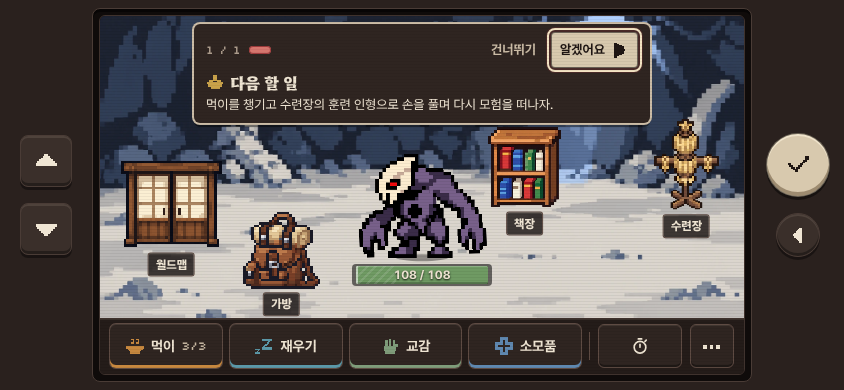 1 / 1
건너뛰기
알겠어요
다음 할 일
먹이를 챙기고 수련장의 훈련 인형으로 손을 풀며 다시 모험을 떠나자.
책장
수련장
월드맵
108 / 108
가방
먹이 3/3
재우기
교감
소모품